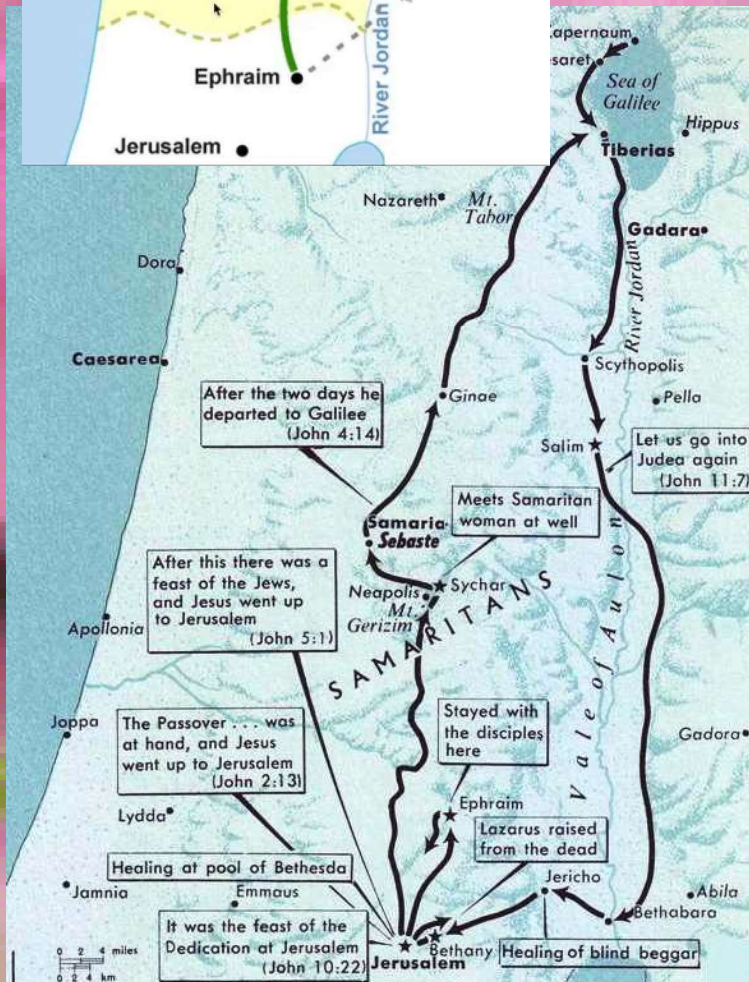 Ephraim
River Jordan
Jerusalem
apernaum
esaret
Sea of
Galilee
Hippus
Tiberias
Nazareth
Mt.
Tabor
Gadara
Dora
River Jordan
Caesarea
Scythopolis
Ginae
Pella
After the two days he
departed to Galilee
(John 4:14)
Salim
Let us go into
Judea again
(John 11:7)
Meets Samaritan
woman at well
Samaria
Sebaste
After this there was a
feast of the Jews,
and Jesus went up
to Jerusalem
(John 5:1)
Sychar
Neapolis
Mt.
Gerizim
SAMARITANS
Vale of Aulon
Apollonia
Joppa
The Passover . . . was
at hand, and Jesus
went up to Jerusalem
(John 2:13)
Stayed with
the disciples
here
Gadora
Lydda
Ephraim
Lazarus raised
from the dead
Healing at pool of Bethesda
Jericho
Jamnia
Emmaus
Abila
Bethabara
It was the feast of the
Dedication at Jerusalem
(John 10:22)
Bethany
Jerusalem
Healing of blind beggar
0 2 4 miles
0 2 4 km